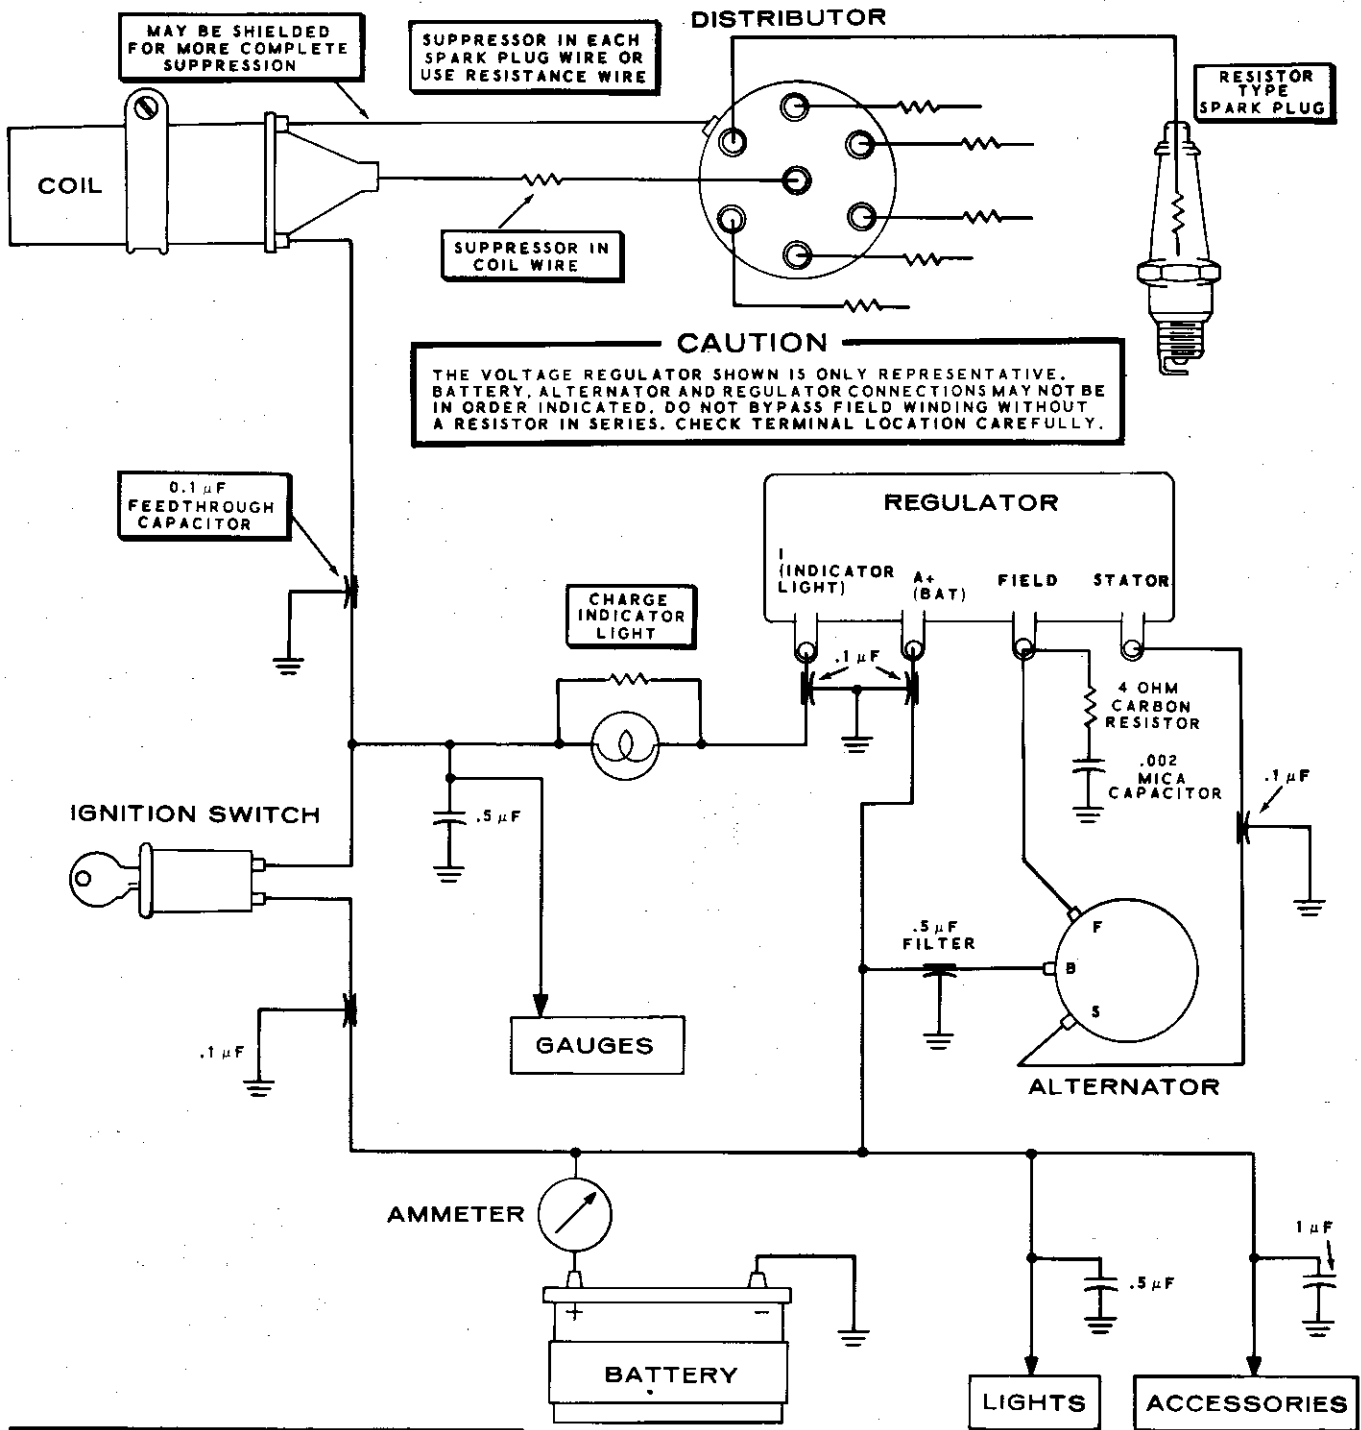 DISTRIBUTOR
MAY BE SHIELDED
FOR MORE COMPLETE
SUPPRESSION
SUPPRESSOR IN EACH
SPARK PLUG WIRE OR
USE RESISTANCE WIRE
RESISTOR
TYPE
SPARK PLUG
COIL
SUPPRESSOR IN
COIL WIRE
CAUTION
THE VOLTAGE REGULATOR SHOWN IS ONLY REPRESENTATIVE.
BATTERY, ALTERNATOR AND REGULATOR CONNECTIONS MAY NOT BE
IN ORDER INDICATED. DO NOT BYPASS FIELD WINDING WITHOUT
A RESISTOR IN SERIES. CHECK TERMINAL LOCATION CAREFULLY.
0.1 µF
FEEDTHROUGH
CAPACITOR
REGULATOR
I
(INDICATOR
LIGHT)
A+
(BAT)
FIELD
STATOR
CHARGE
INDICATOR
LIGHT
.1 µF
4 OHM
CARBON
RESISTOR
.002
MICA
CAPACITOR
.1 µF
IGNITION SWITCH
.5 µF
.5 µF
FILTER
F
B
S
.1 µF
GAUGES
ALTERNATOR
AMMETER
1 µF
.5 µF
+
-
BATTERY
LIGHTS
ACCESSORIES